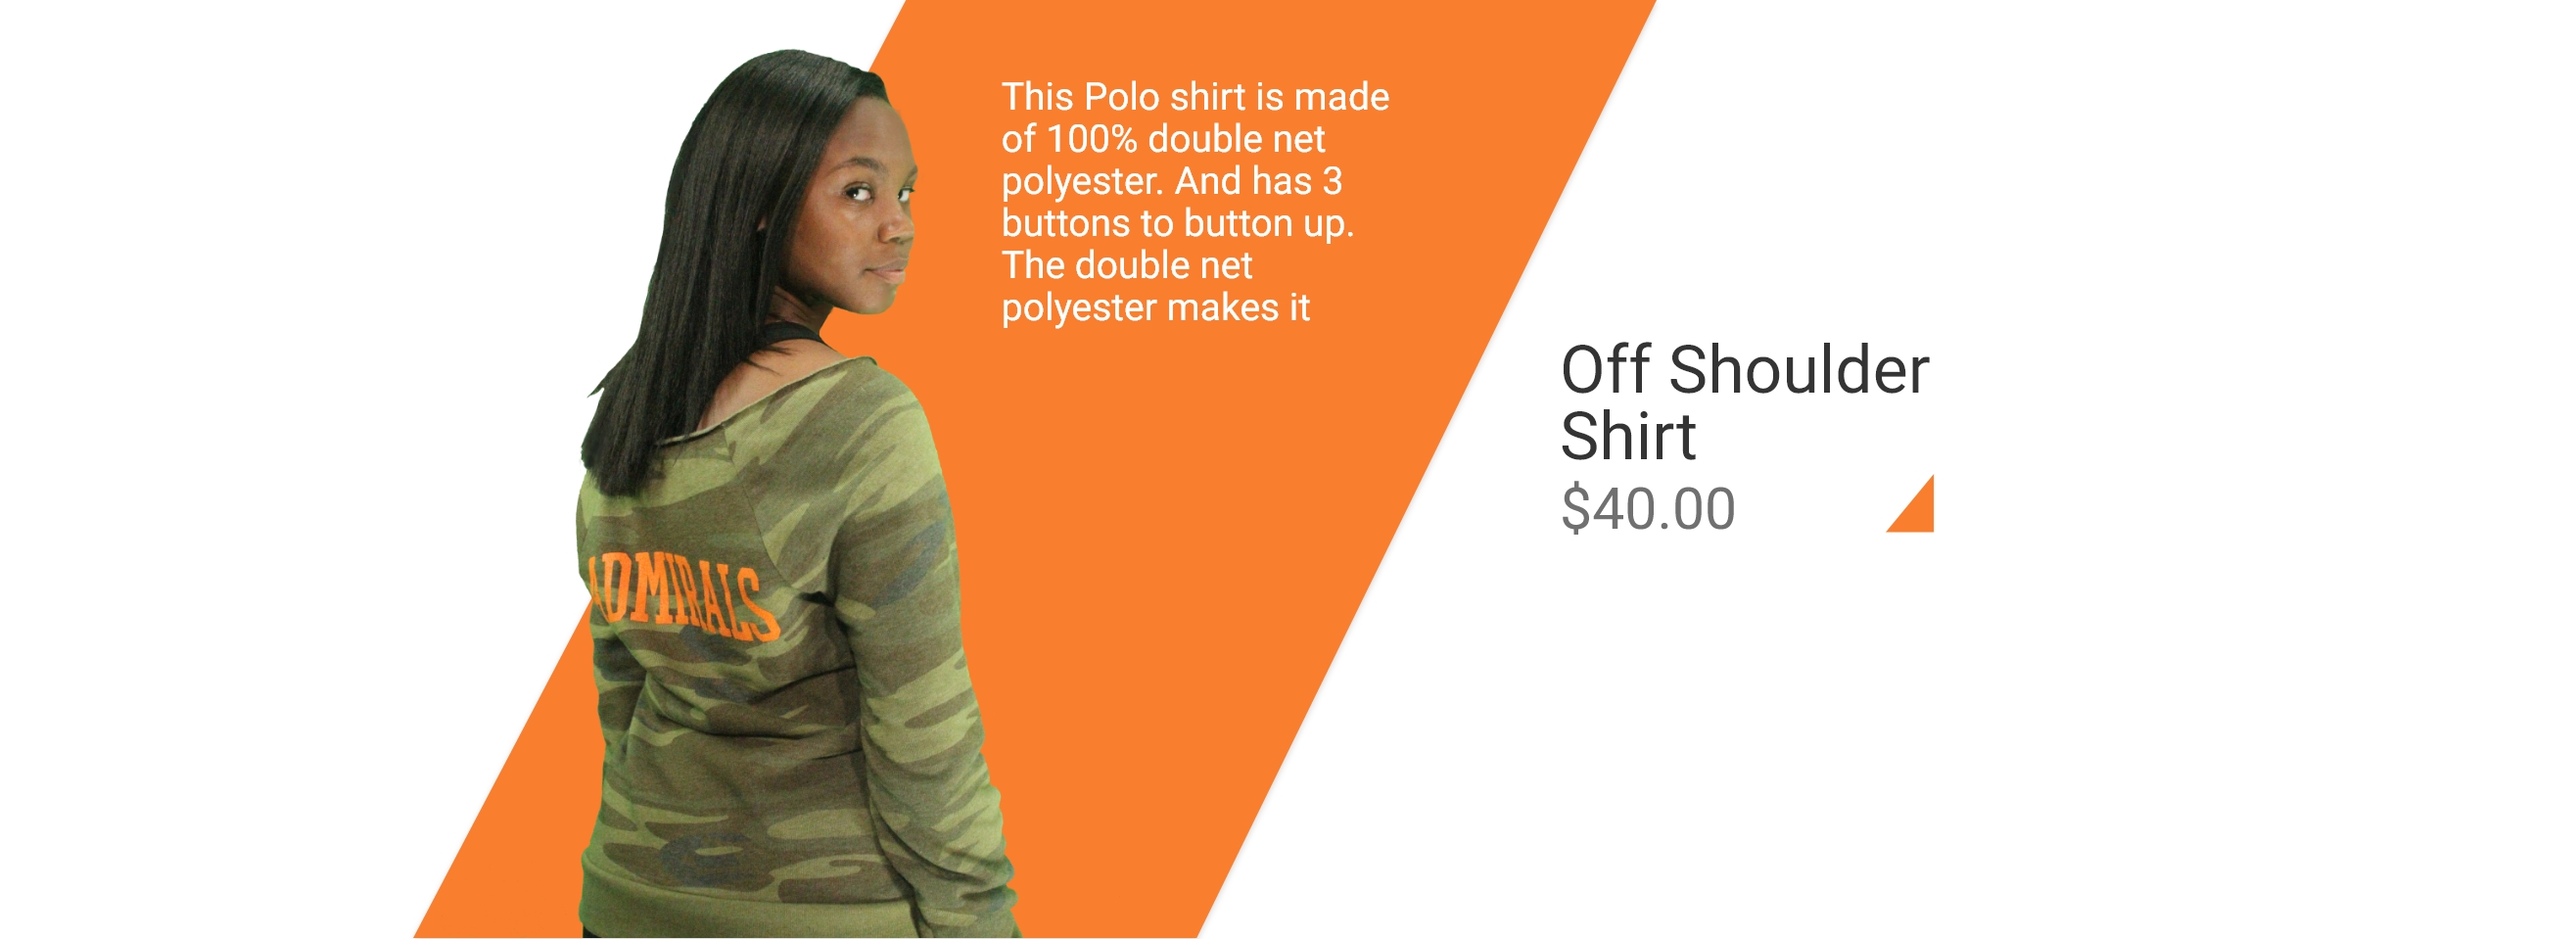 This Polo shirt is made
of 100% double net
polyester. And has 3
buttons to button up.
The double net
polyester makes it
Off Shoulder
Shirt
$40.00
ADMIRALS